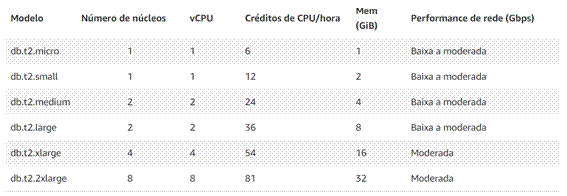 Modelo Número de núcleos vCPU Créditos de CPU/hora Mem (GiB) Performance de rede (Gbps)
db.t2.micro 1 1 6 1 Baixa a moderada
db.t2.small 1 1 12 2 Baixa a moderada
db.t2.medium 2 2 24 4 Baixa a moderada
db.t2.large 2 2 36 8 Baixa a moderada
db.t2.xlarge 4 4 54 16 Moderada
db.t2.2xlarge 8 8 81 32 Moderada